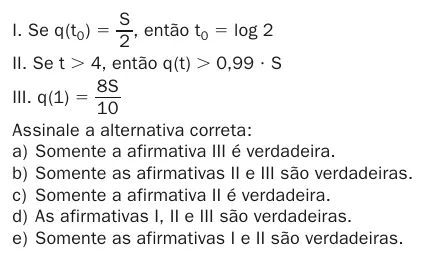 I. Se q(t₀) = S/2, então t₀ = log 2
II. Se t > 4, então q(t) > 0,99 · S
III. q(1) = 8S/10
Assinale a alternativa correta:
a) Somente a afirmativa III é verdadeira.
b) Somente as afirmativas II e III são verdadeiras.
c) Somente a afirmativa II é verdadeira.
d) As afirmativas I, II e III são verdadeiras.
e) Somente as afirmativas I e II são verdadeiras.